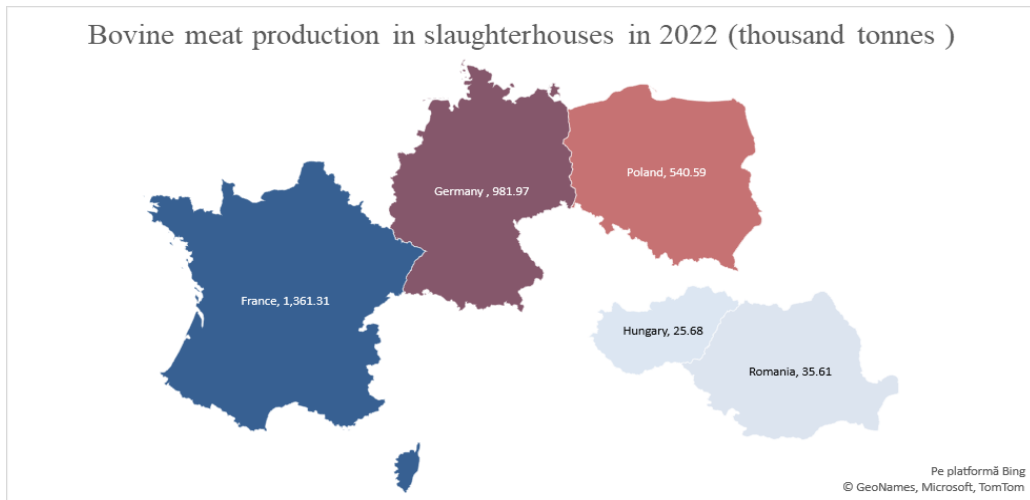 Bovine meat production in slaughterhouses in 2022 (thousand tonnes )
Poland, 540.59
Germany , 981.97
France, 1,361.31
Hungary, 25.68
Romania, 35.61
Pe platformă Bing
© GeoNames, Microsoft, TomTom